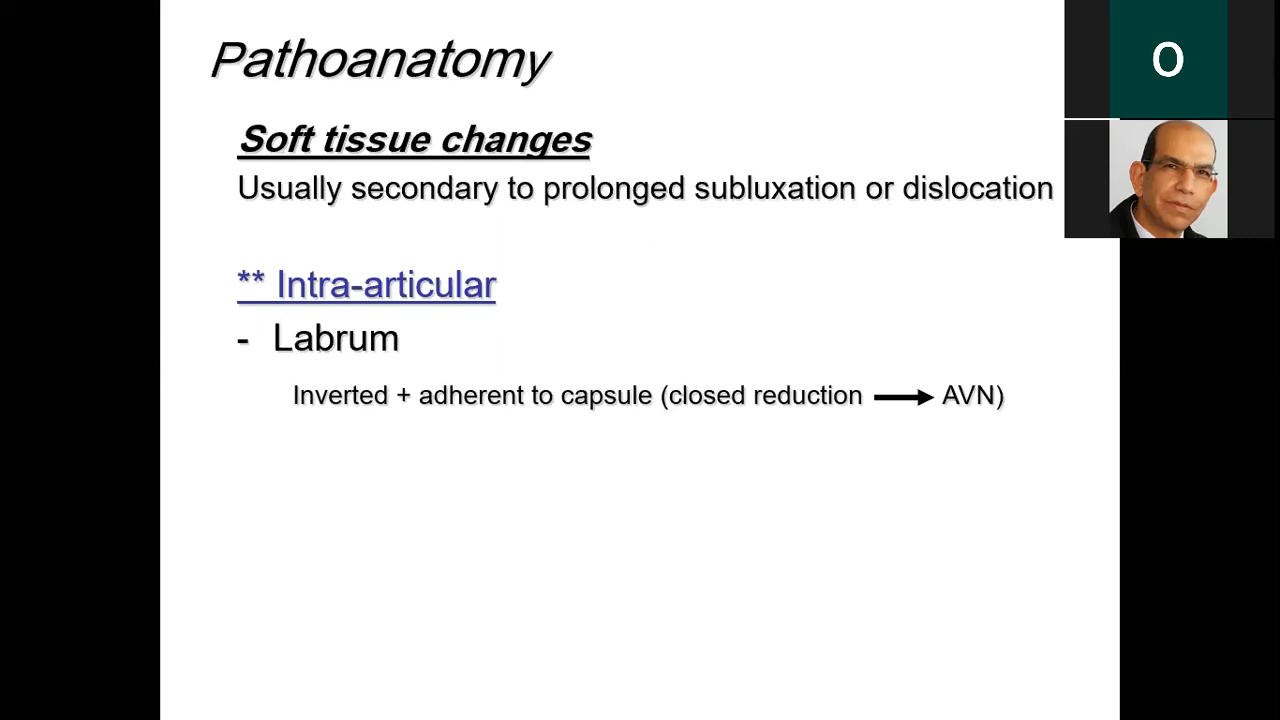 Pathoanatomy
O
Soft tissue changes
Usually secondary to prolonged subluxation or dislocation
** Intra-articular
- Labrum
Inverted + adherent to capsule (closed reduction → AVN)